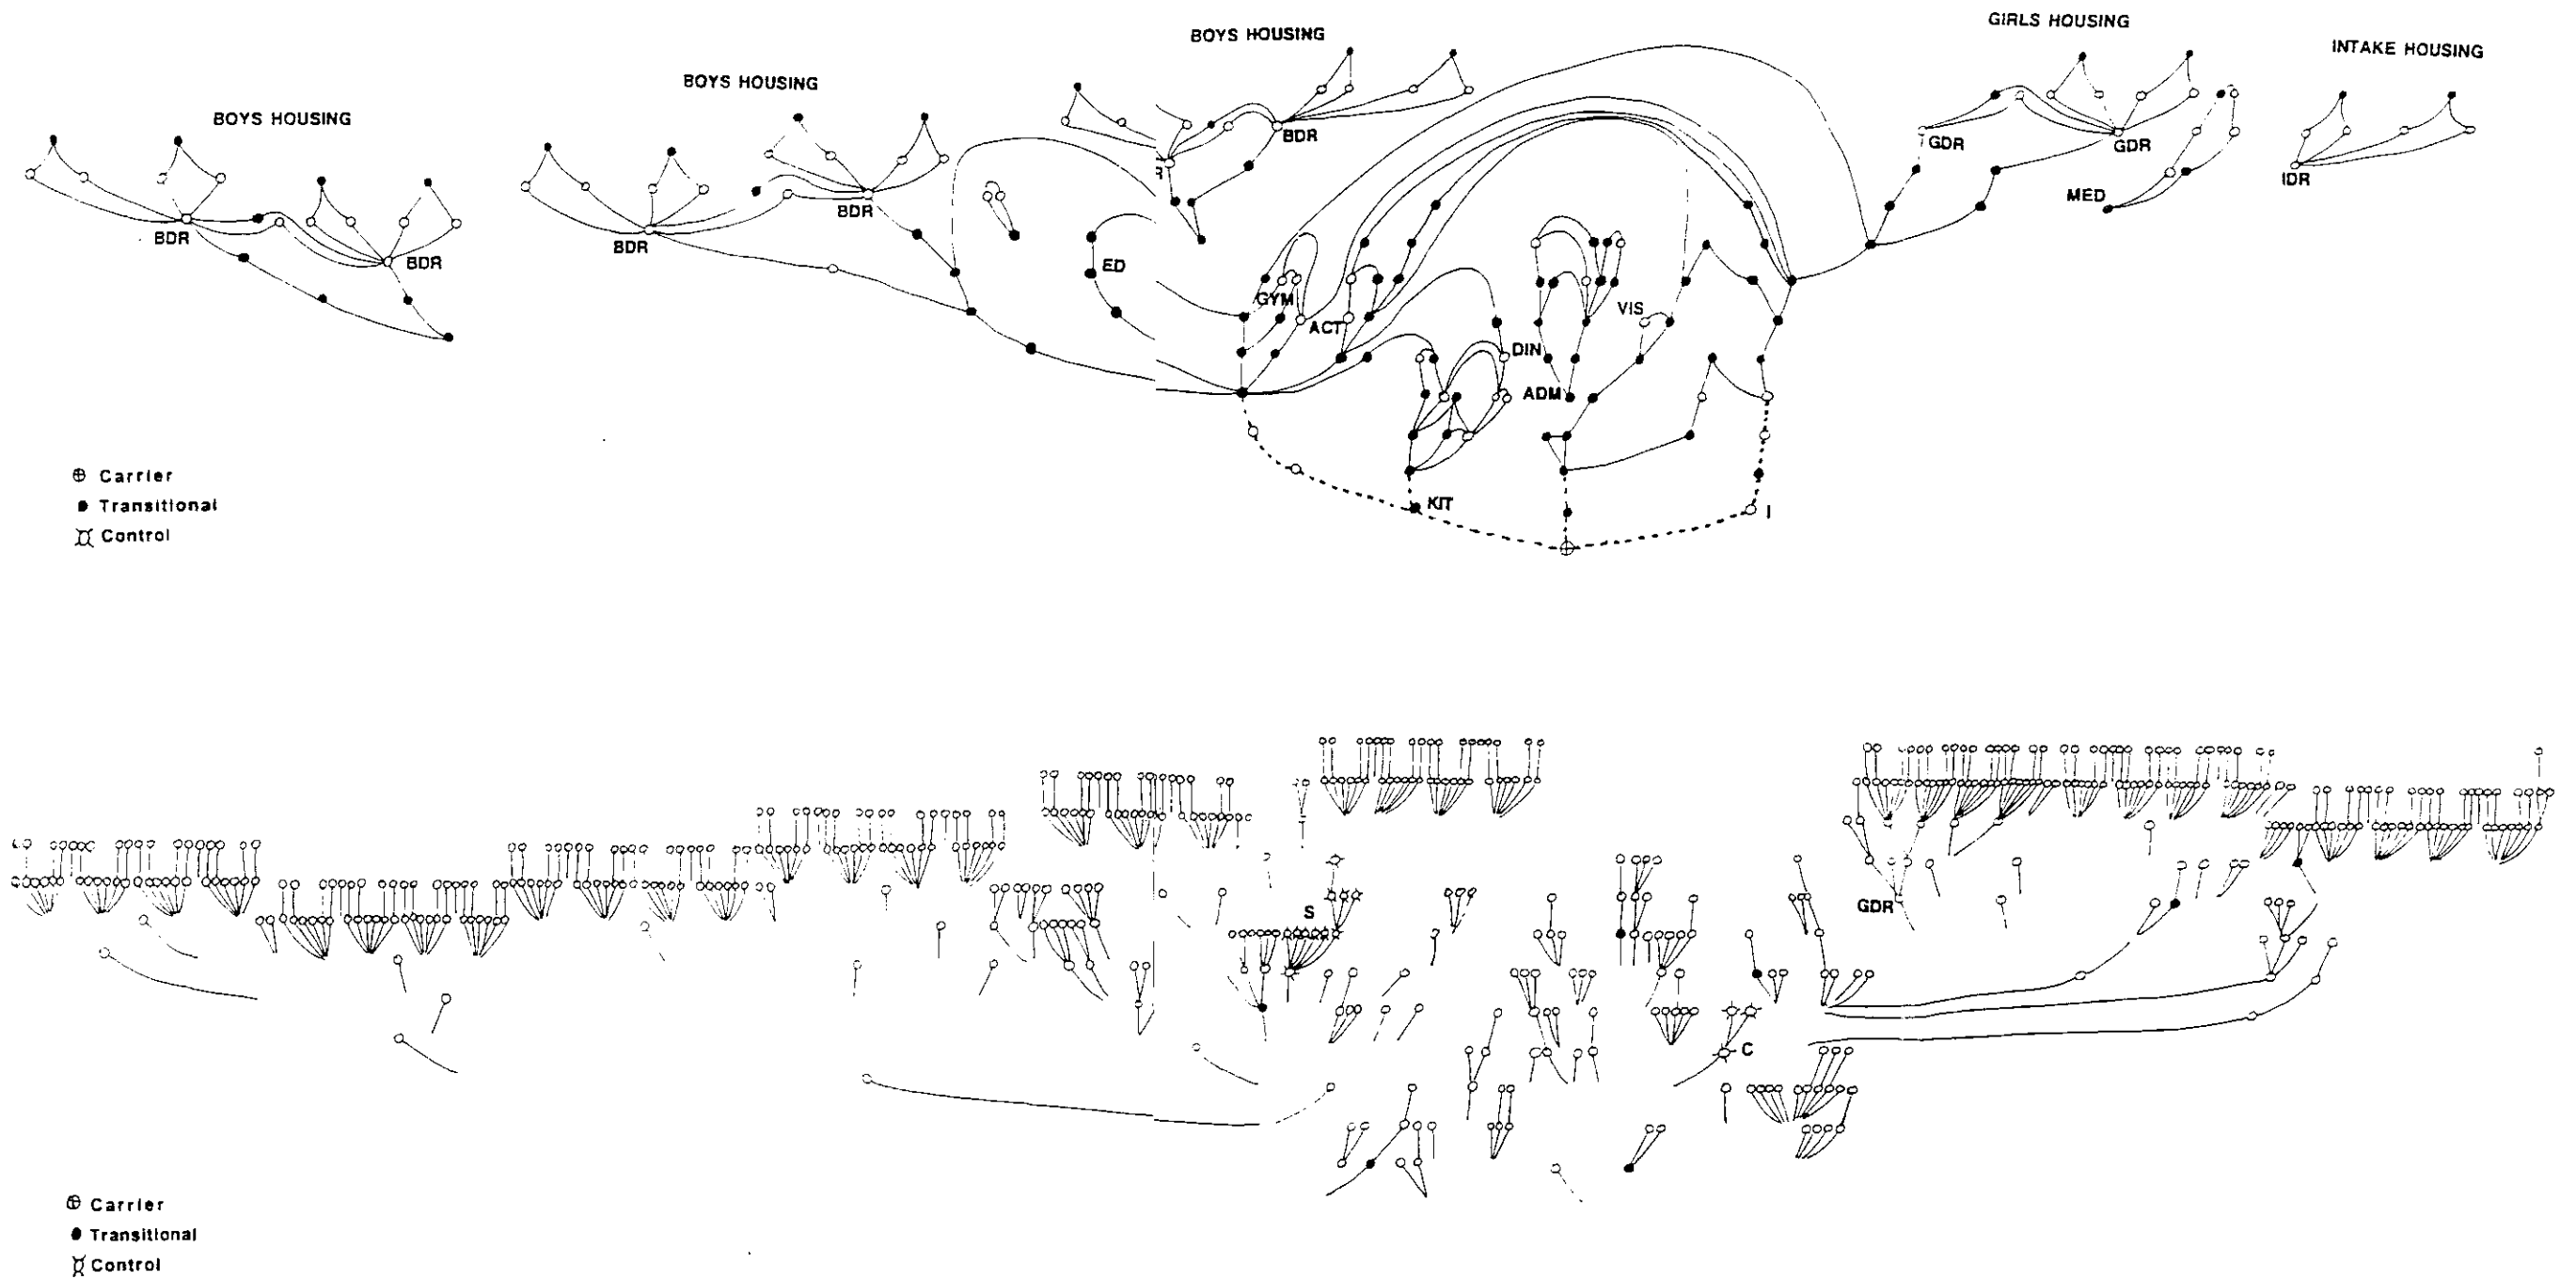 GIRLS HOUSING
BOYS HOUSING
INTAKE HOUSING
BOYS HOUSING
BOYS HOUSING
BDR
GDR
GDR
R
IDR
MED
BDR
BDR
BDR
BDR
ED
GYM
VIS
ACT
DIN
ADM
KIT
I
Carrier
Transitional
Control
GDR
S
C
Carrier
Transitional
Control